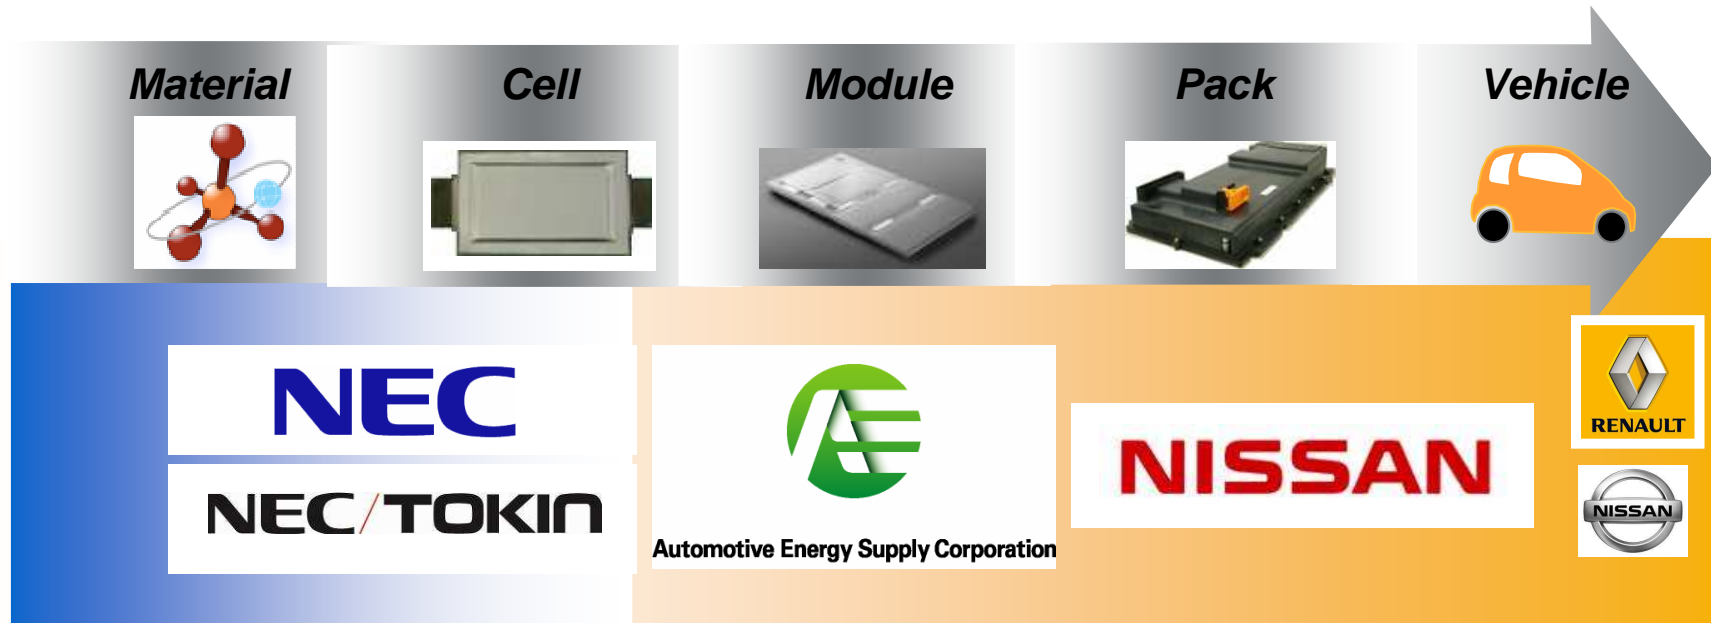 Material
Cell
Module
Pack
Vehicle
NEC
NEC/TOKIN
Automotive Energy Supply Corporation
NISSAN
RENAULT
NISSAN